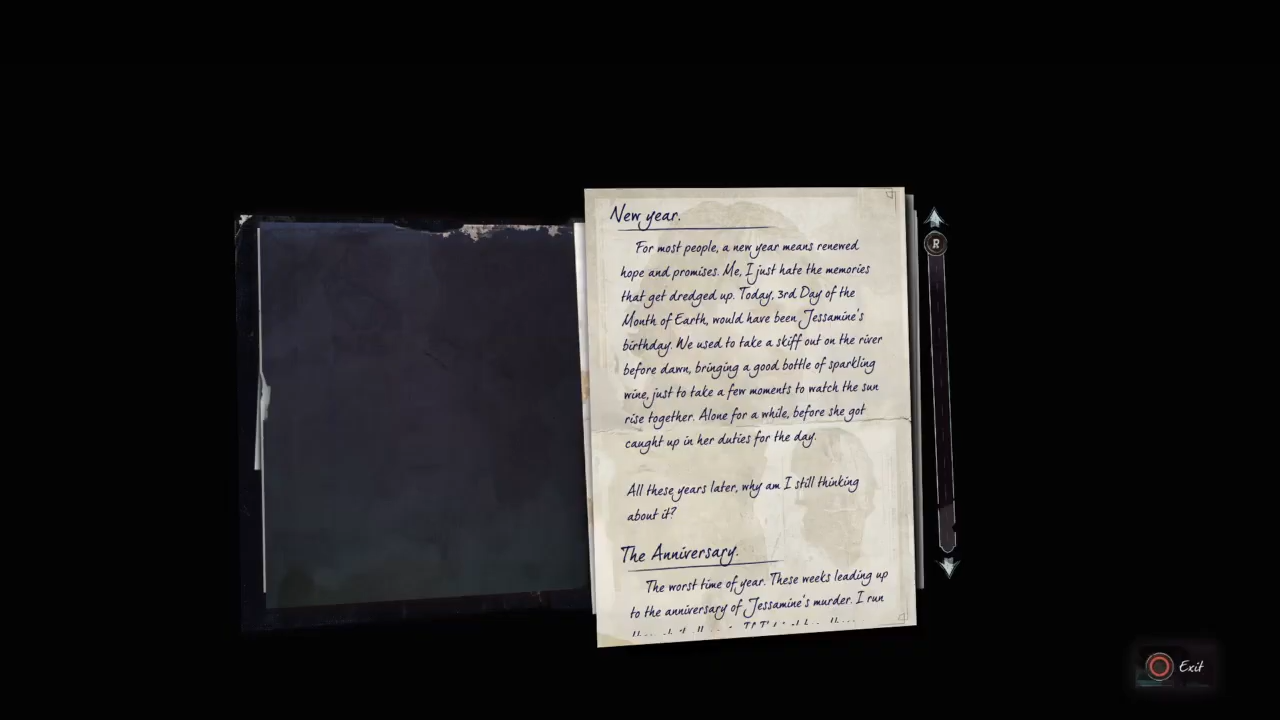 New year.
For most people, a new year means renewed
hope and promises. Me, I just hate the memories
that get dredged up. Today, 3rd Day of the
Month of Earth, would have been Jessamine's
birthday. We used to take a skiff out on the river
before dawn, bringing a good bottle of sparkling
wine, just to take a few moments to watch the sun
rise together. Alone for a while, before she got
caught up in her duties for the day.
All these years later, why am I still thinking
about it?
The Anniversary.
The worst time of year. These weeks leading up
to the anniversary of Jessamine's murder. I run
R
Exit